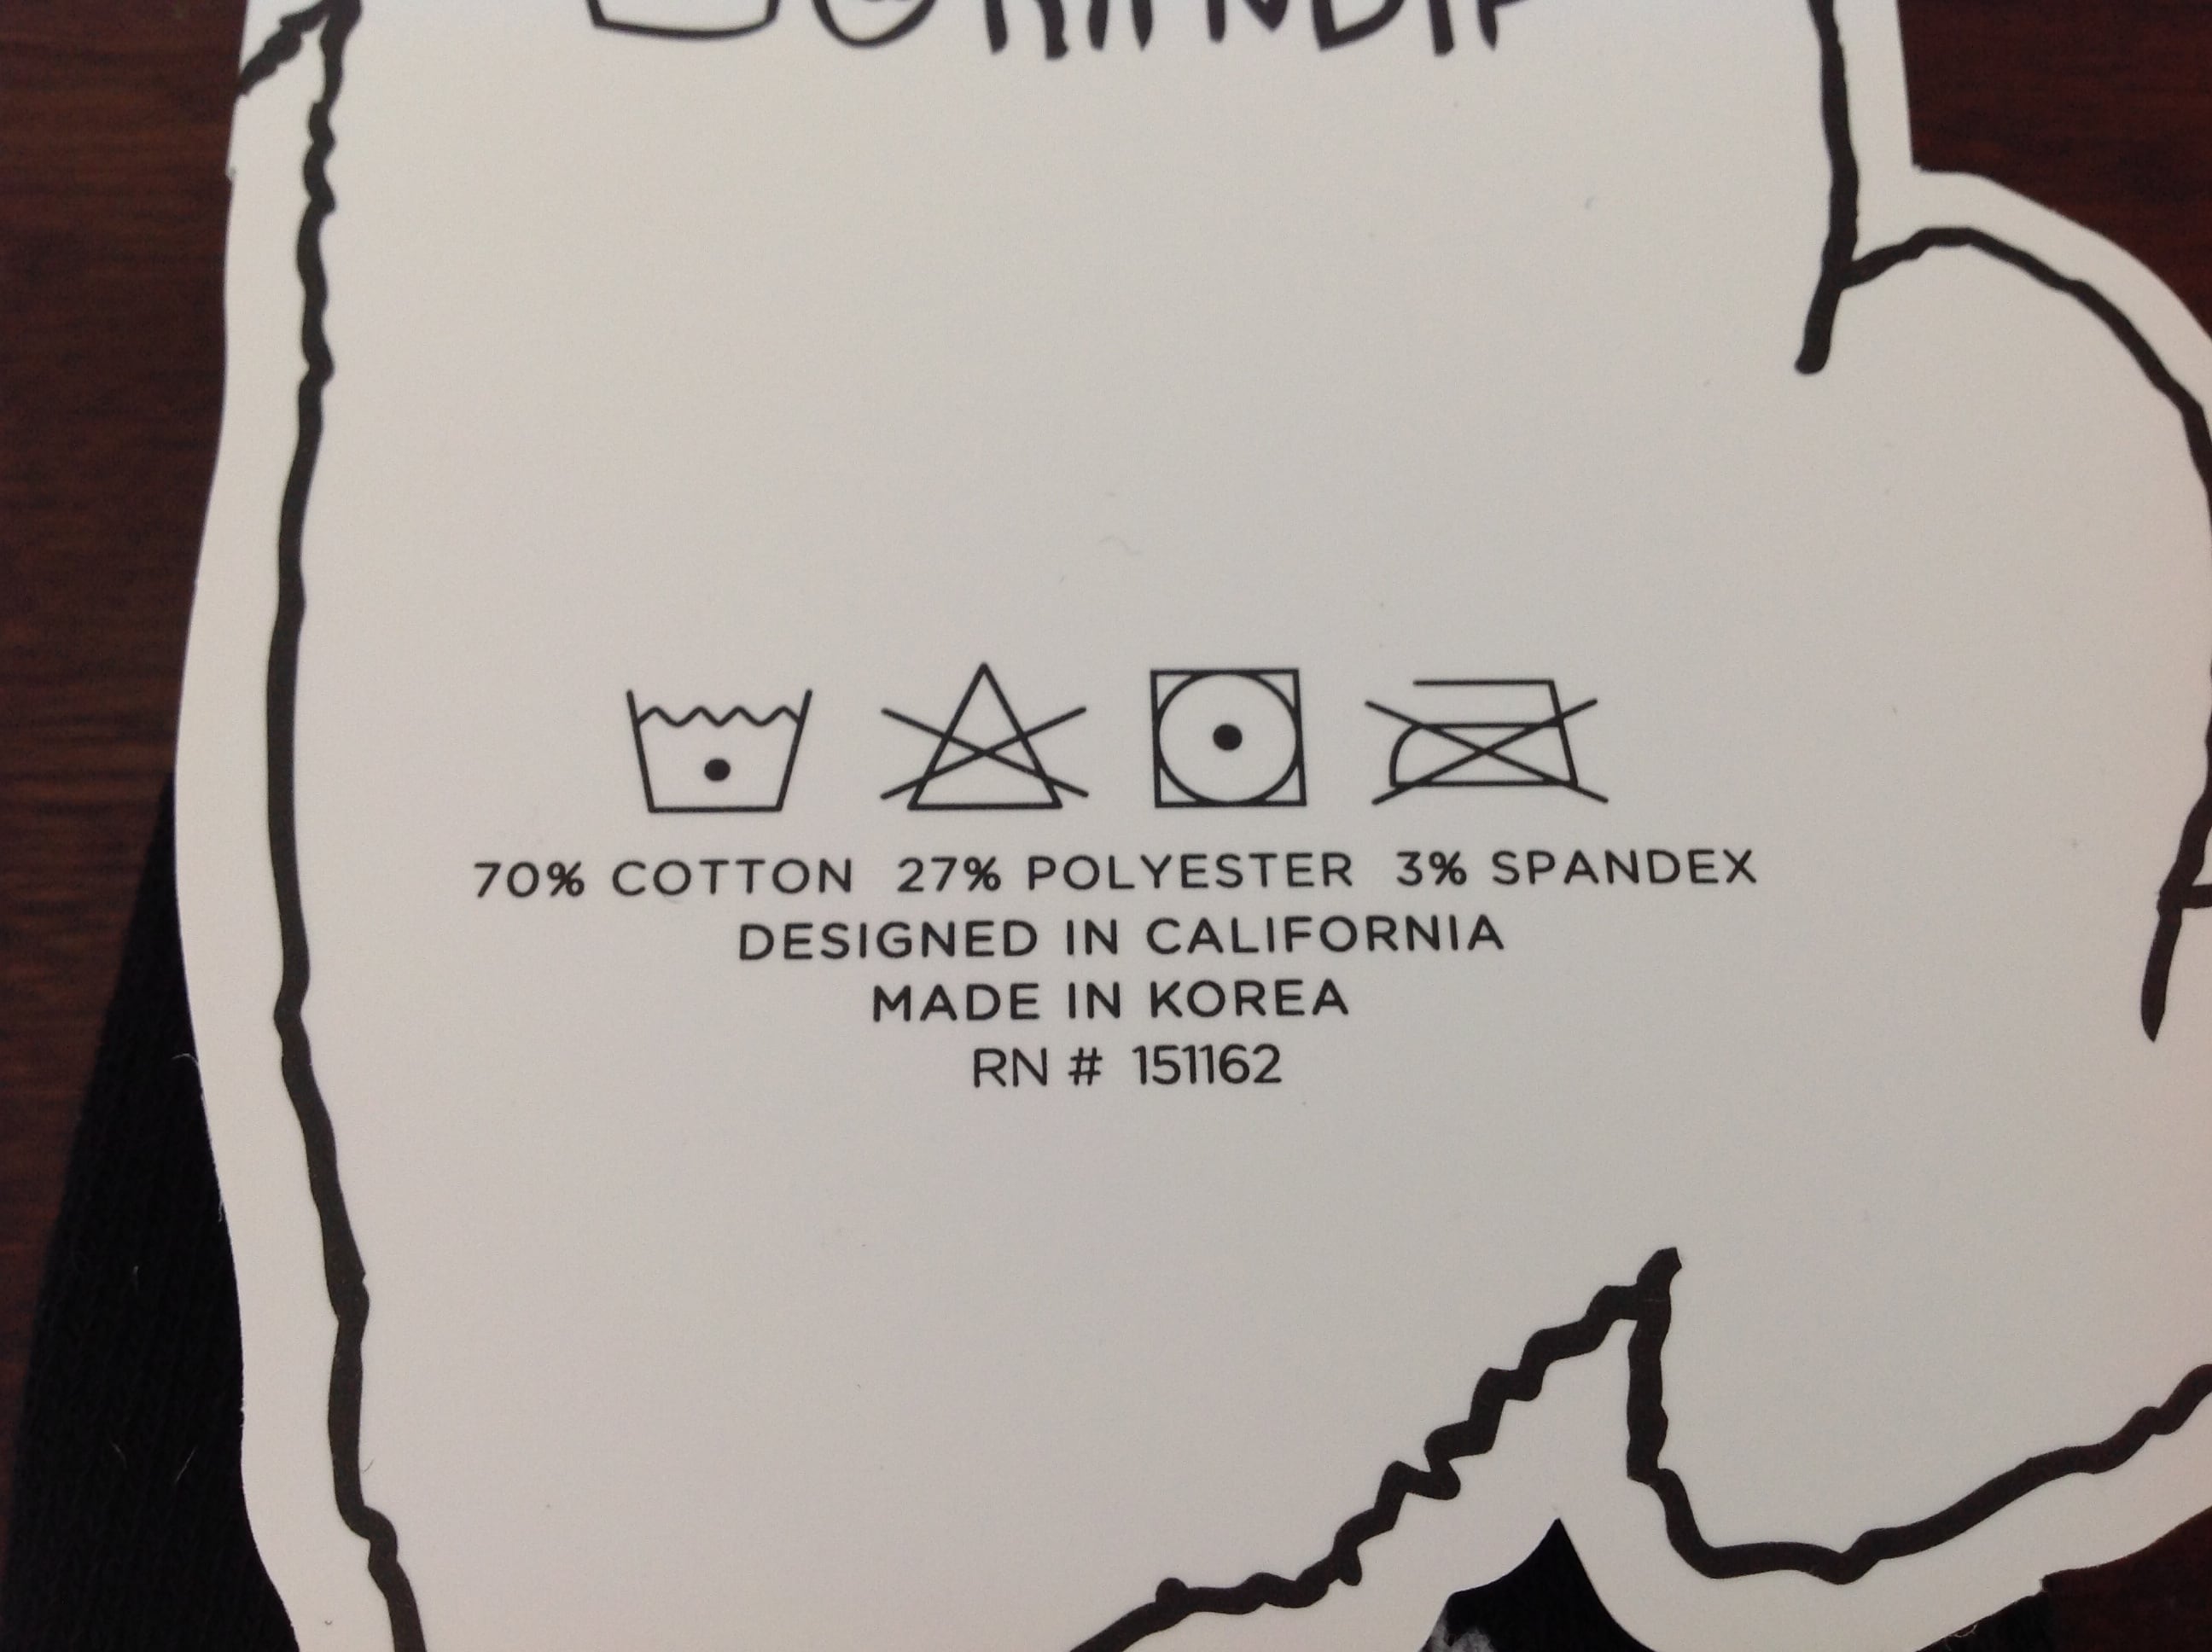 70% COTTON 27% POLYESTER 3% SPANDEX
DESIGNED IN CALIFORNIA
MADE IN KOREA
RN # 151162